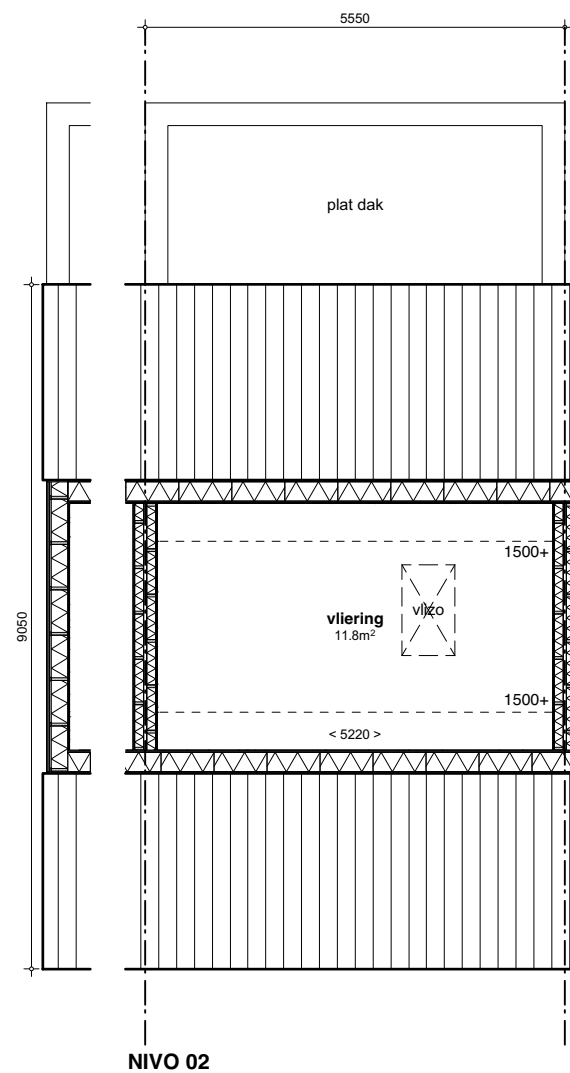 5550
plat dak
1500+
vlizo
vliering
11.8m²
9050
1500+
< 5220 >
NIVO 02